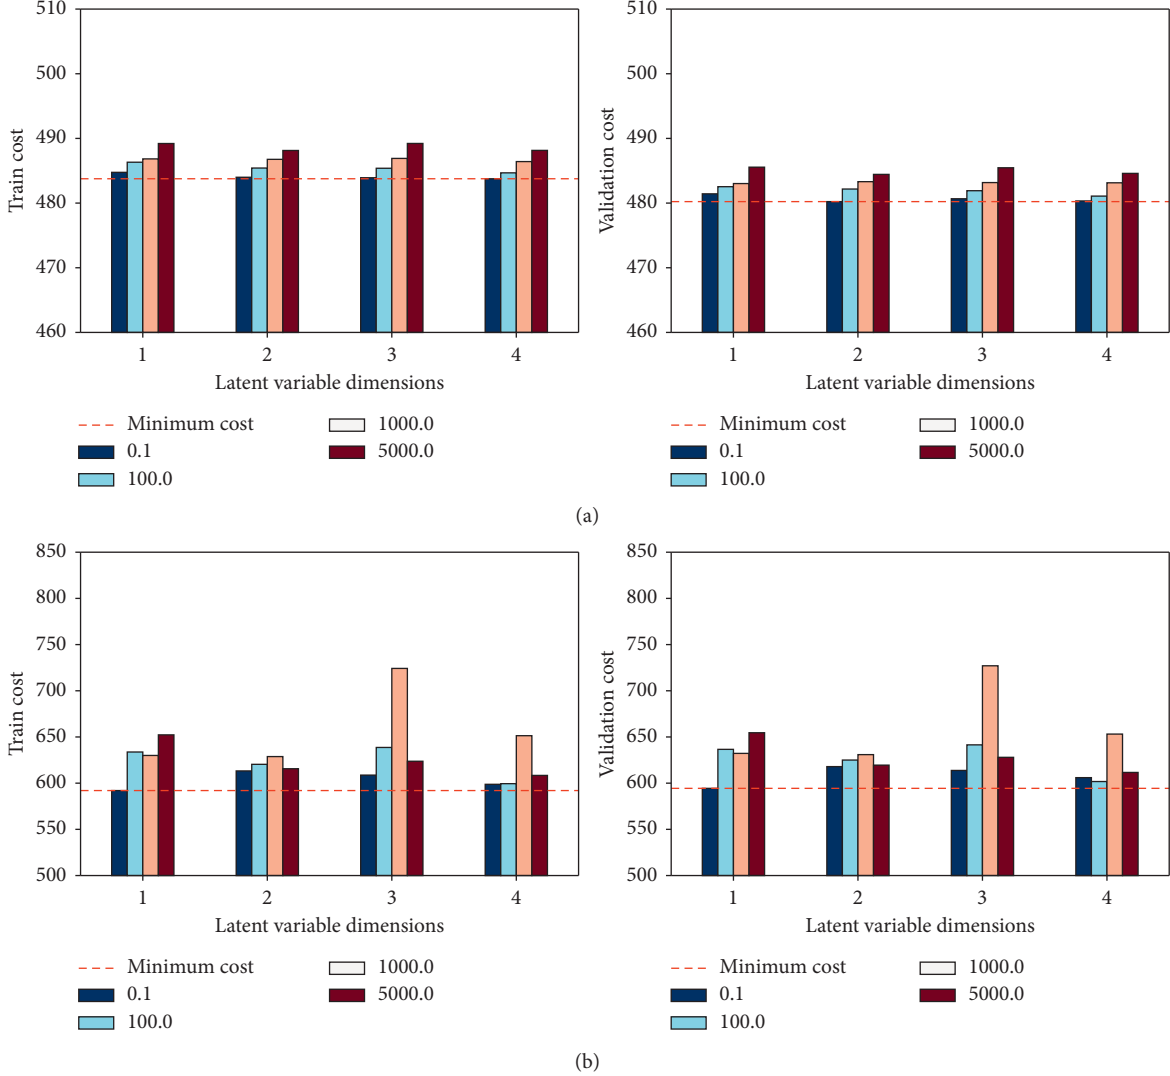 510
500
490
480
470
460
Train cost
1 2 3 4
Latent variable dimensions
Minimum cost
0.1
100.0
1000.0
5000.0
510
500
490
480
470
460
Validation cost
1 2 3 4
Latent variable dimensions
Minimum cost
0.1
100.0
1000.0
5000.0
(a)
850
800
750
700
650
600
550
500
Train cost
1 2 3 4
Latent variable dimensions
Minimum cost
0.1
100.0
1000.0
5000.0
850
800
750
700
650
600
550
500
Validation cost
1 2 3 4
Latent variable dimensions
Minimum cost
0.1
100.0
1000.0
5000.0
(b)